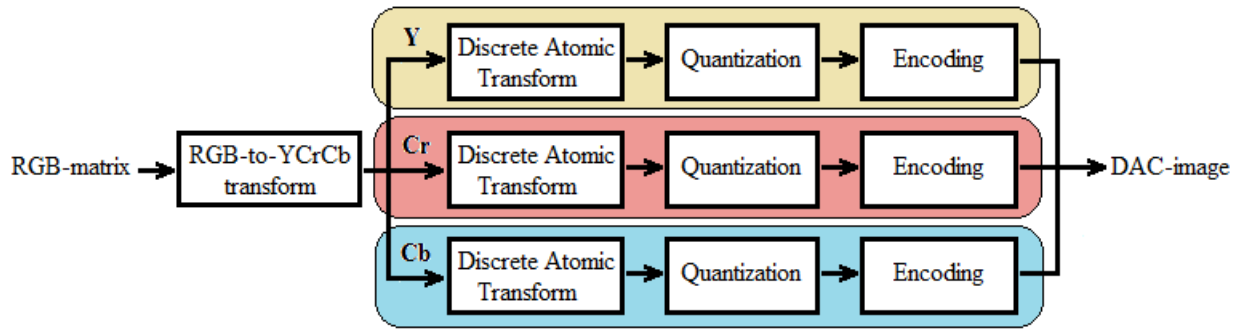 RGB-matrix
RGB-to-YCrCb
transform
Y
Discrete Atomic
Transform
Quantization
Encoding
Cr
Discrete Atomic
Transform
Quantization
Encoding
Cb
Discrete Atomic
Transform
Quantization
Encoding
DAC-image